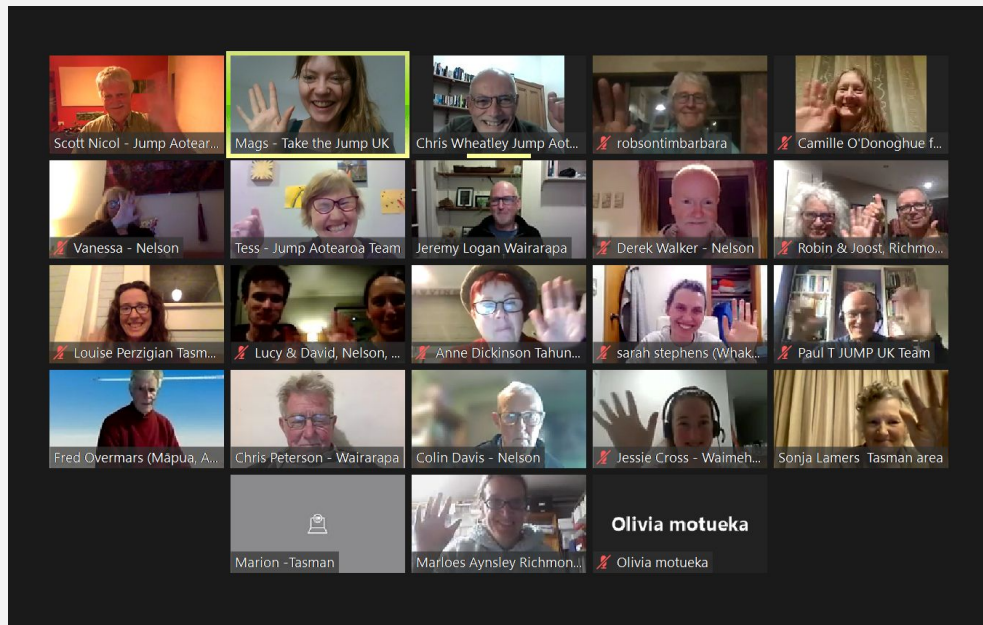 Scott Nicol - Jump Aotear...
Mags - Take the Jump UK
Chris Wheatley Jump Aot...
robsontimbarbara
Camille O'Donoghue f...
Vanessa - Nelson
Tess - Jump Aotearoa Team
Jeremy Logan Wairarapa
Derek Walker - Nelson
Robin & Joost, Richmo...
Louise Perzigian Tasm...
Lucy & David, Nelson, ...
Anne Dickinson Tahun...
sarah stephens (Whak...
Paul T JUMP UK Team
Fred Overmars (Māpua, A...
Chris Peterson - Wairarapa
Colin Davis - Nelson
Jessie Cross - Waimeh...
Sonja Lamers Tasman area
Marion -Tasman
Marloes Aynsley Richmon...
Olivia motueka
Olivia motueka